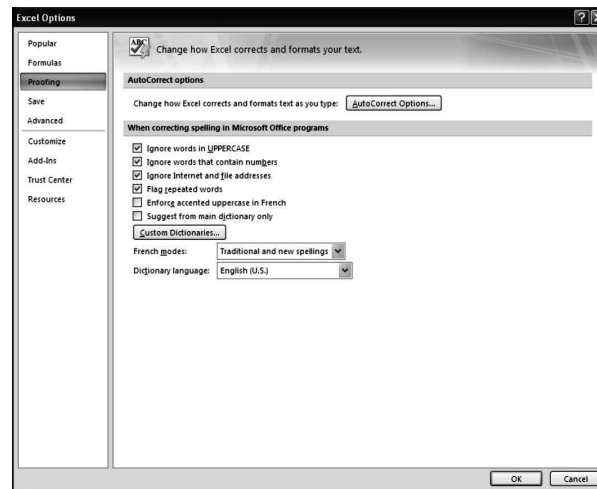 Excel Options
Popular
Formulas
Proofing
Save
Advanced
Customize
Add-Ins
Trust Center
Resources
ABC
Change how Excel corrects and formats your text.
AutoCorrect options
Change how Excel corrects and formats text as you type: AutoCorrect Options...
When correcting spelling in Microsoft Office programs
Ignore words in UPPERCASE
Ignore words that contain numbers
Ignore Internet and file addresses
Flag repeated words
Enforce accented uppercase in French
Suggest from main dictionary only
Custom Dictionaries...
French modes: Traditional and new spellings
Dictionary language: English (U.S.)
OK Cancel